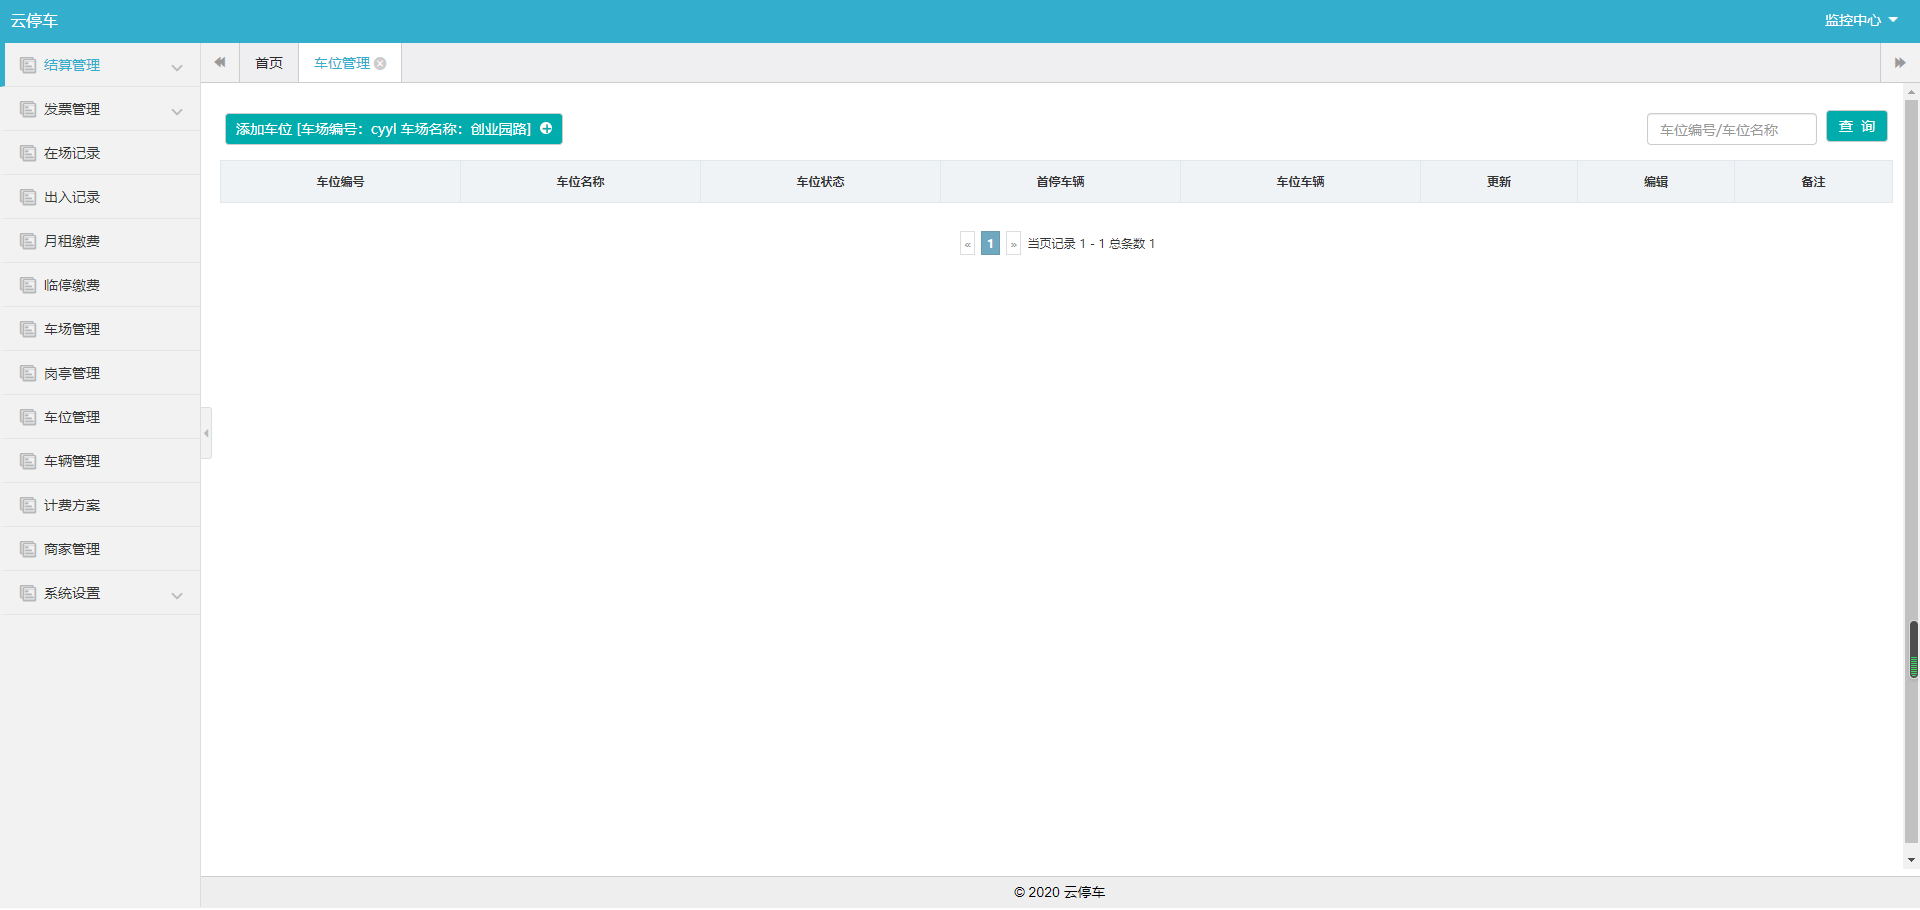 云停车
监控中心
结算管理
首页
车位管理
发票管理
在场记录
出入记录
月租缴费
临停缴费
车场管理
岗亭管理
车位管理
车辆管理
计费方案
商家管理
系统设置
添加车位 [车场编号：cyyl 车场名称：创业园路]
车位编号/车位名称
查 询
车位编号 车位名称 车位状态 首停车辆 车位车辆 更新 编辑 备注
« 1 » 当页记录 1 - 1 总条数 1
© 2020 云停车